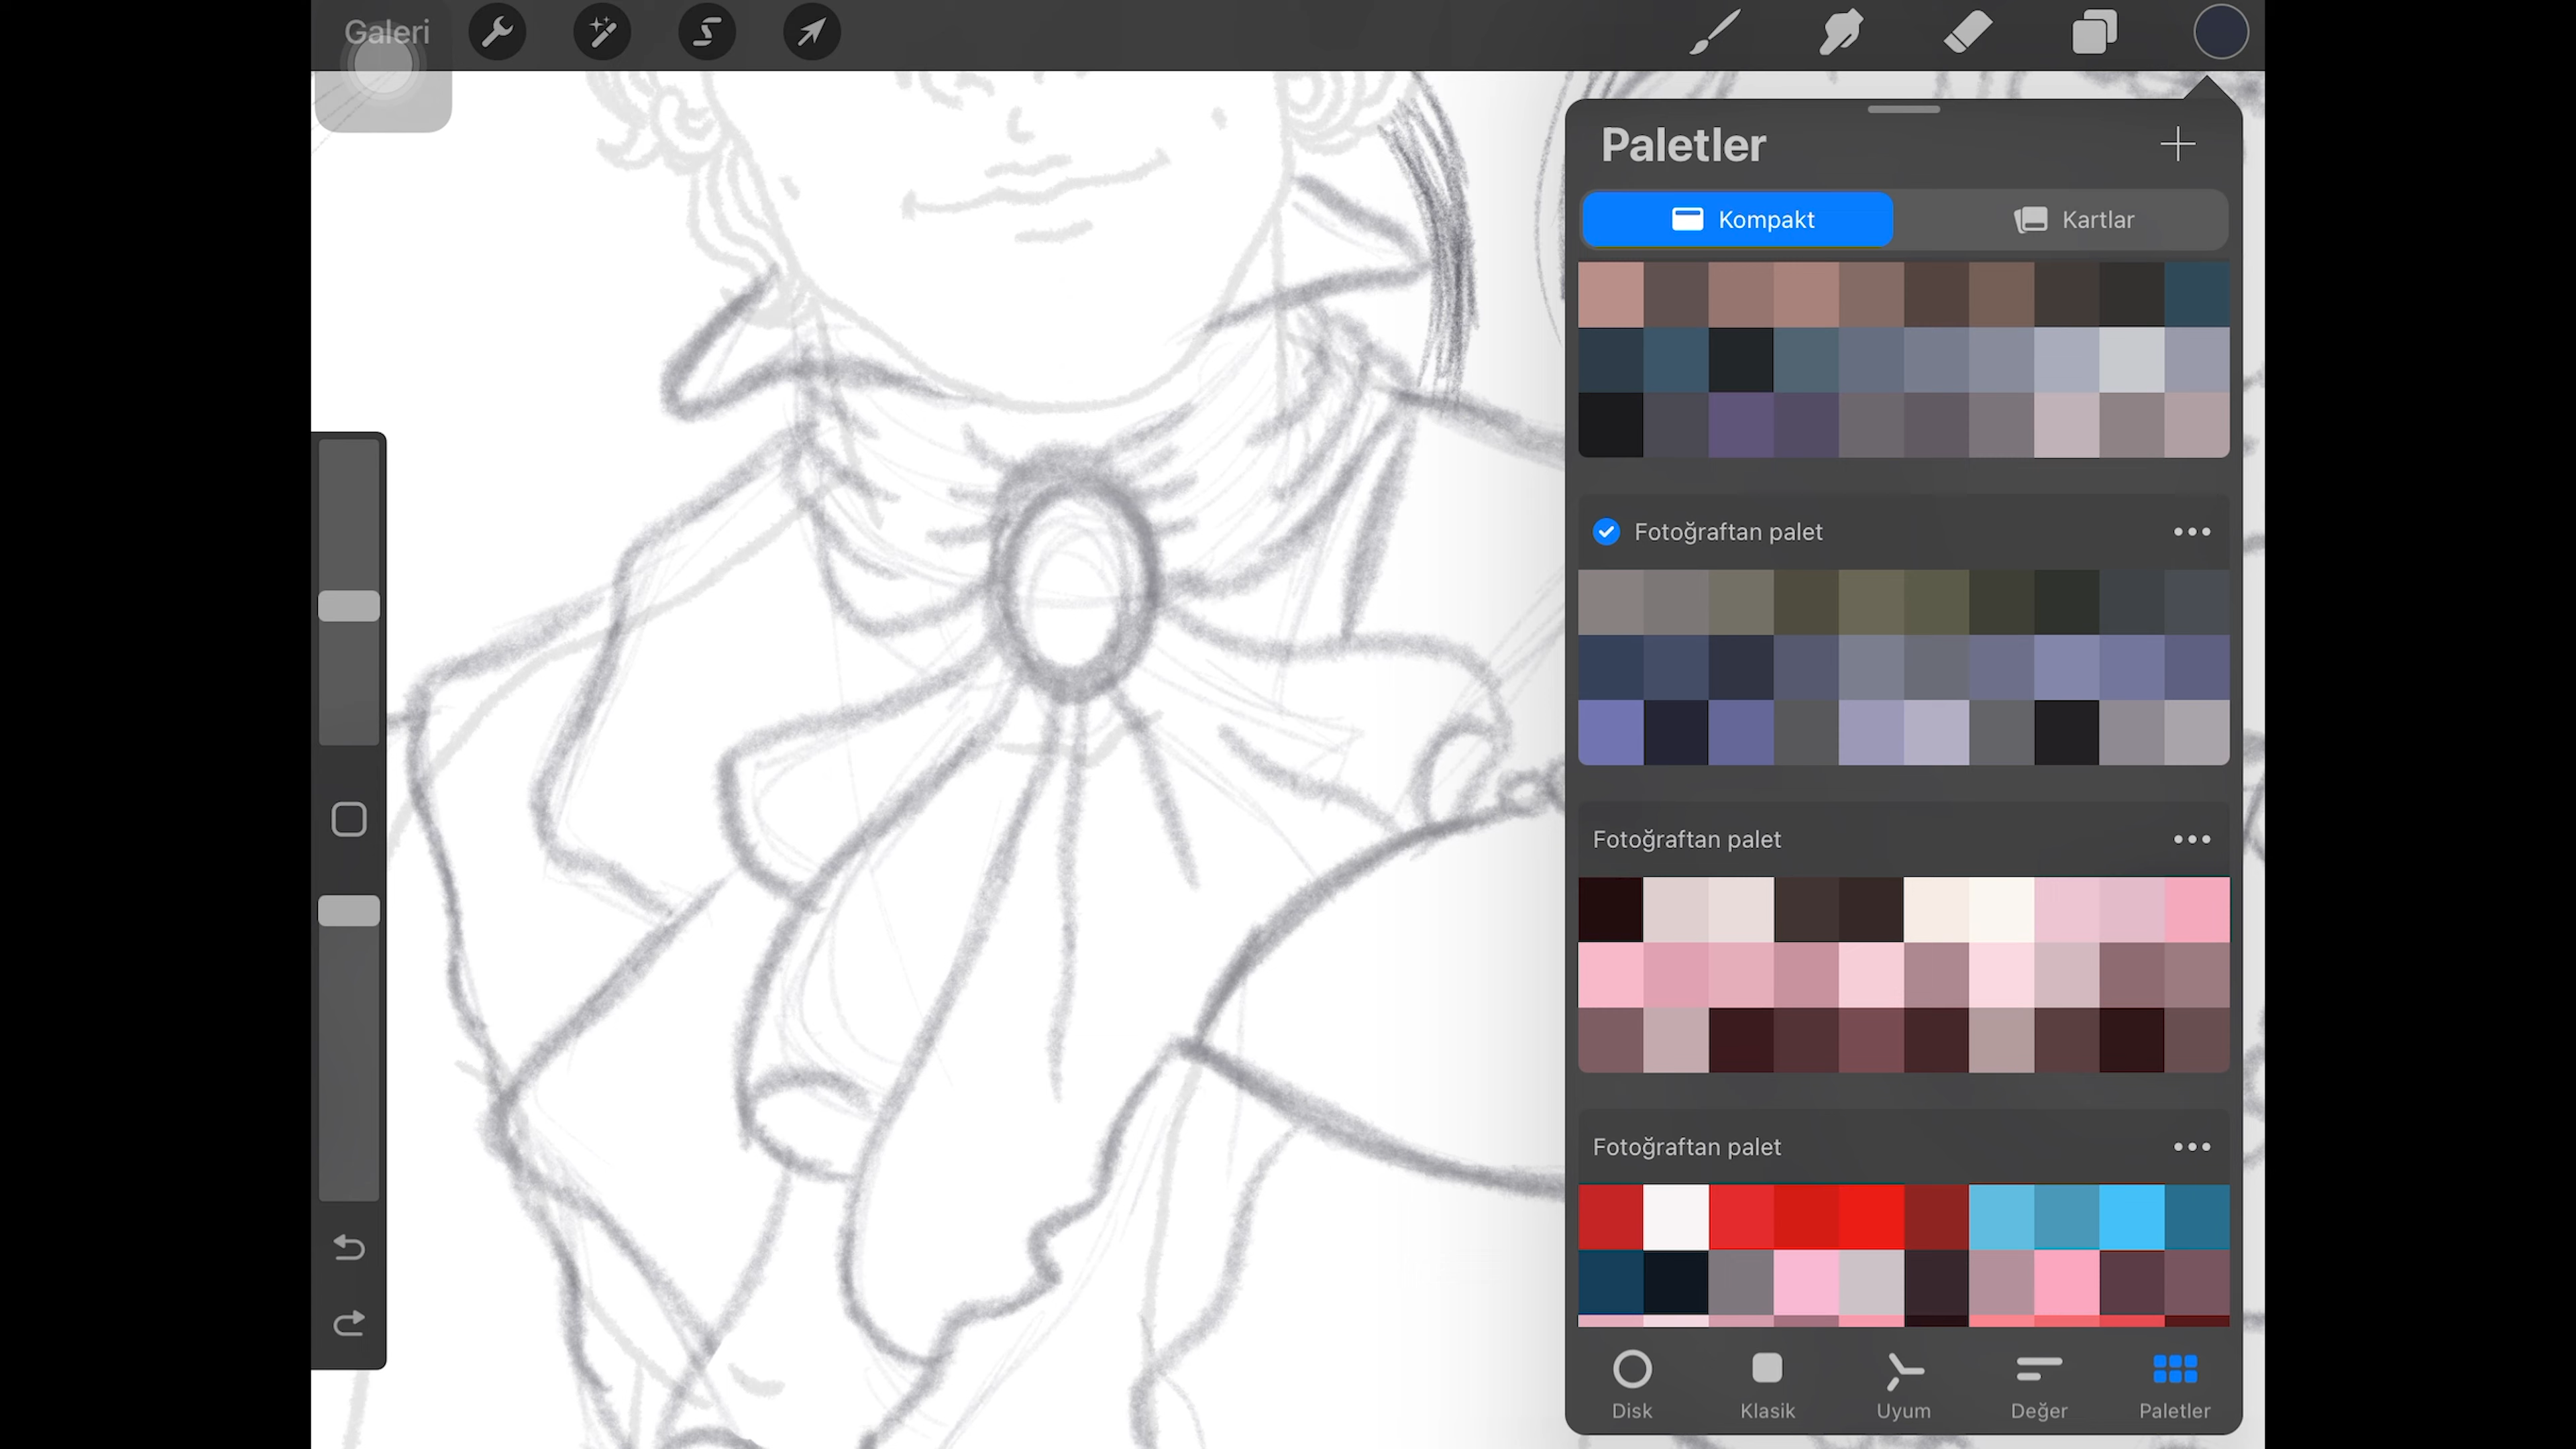 Galeri
Paletler
Kompakt
Kartlar
Fotoğraftan palet
Fotoğraftan palet
Fotoğraftan palet
Disk
Klasik
Uyum
Değer
Paletler